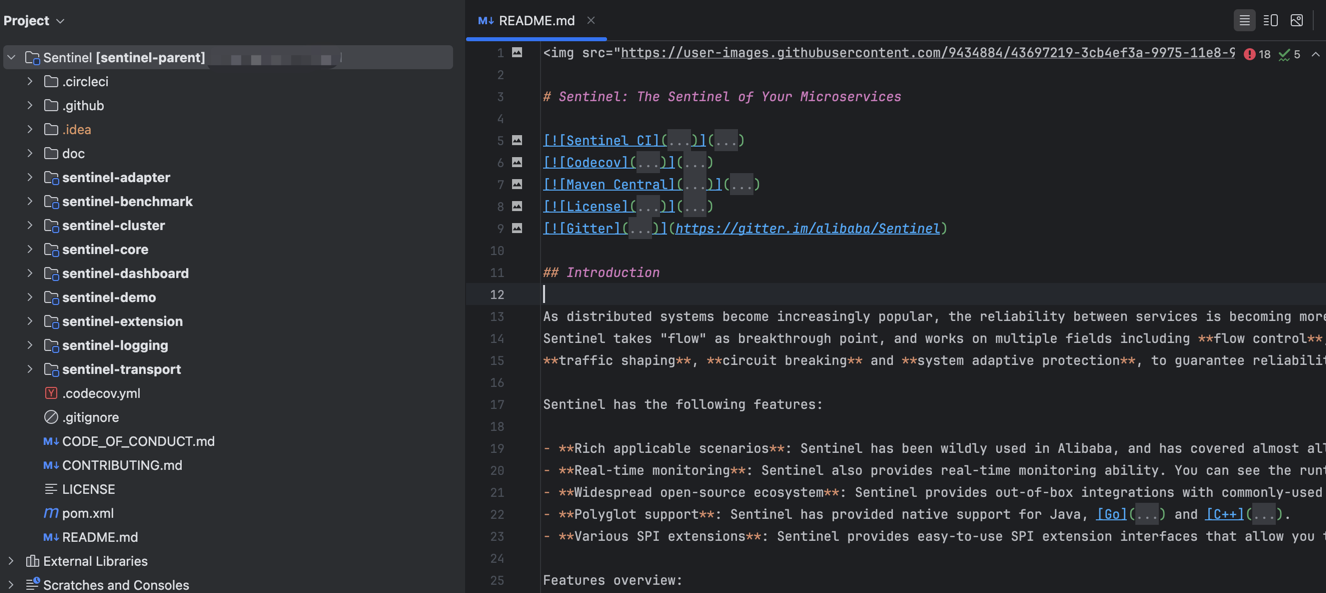 Project
README.md
Sentinel [sentinel-parent]
.circleci
.github
.idea
doc
sentinel-adapter
sentinel-benchmark
sentinel-cluster
sentinel-core
sentinel-dashboard
sentinel-demo
sentinel-extension
sentinel-logging
sentinel-transport
.codecov.yml
.gitignore
CODE_OF_CONDUCT.md
CONTRIBUTING.md
LICENSE
pom.xml
README.md
External Libraries
Scratches and Consoles
18 5
1 <img src="https://user-images.githubusercontent.com/9434884/43697219-3cb4ef3a-9975-11e8-9
2
3 # Sentinel: The Sentinel of Your Microservices
4
5 [![Sentinel CI](...)](...)
6 [![Codecov](...)](...)
7 [![Maven Central](...)](...)
8 [![License](...)](...)
9 [![Gitter](...)](https://gitter.im/alibaba/Sentinel)
10
11 ## Introduction
12
13 As distributed systems become increasingly popular, the reliability between services is becoming more
14 Sentinel takes "flow" as breakthrough point, and works on multiple fields including **flow control**,
15 **traffic shaping**, **circuit breaking** and **system adaptive protection**, to guarantee reliabilit
16
17 Sentinel has the following features:
18
19 - **Rich applicable scenarios**: Sentinel has been wildly used in Alibaba, and has covered almost all
20 - **Real-time monitoring**: Sentinel also provides real-time monitoring ability. You can see the runt
21 - **Widespread open-source ecosystem**: Sentinel provides out-of-box integrations with commonly-used
22 - **Polyglot support**: Sentinel has provided native support for Java, [Go](...) and [C++](...).
23 - **Various SPI extensions**: Sentinel provides easy-to-use SPI extension interfaces that allow you t
24
25 Features overview: